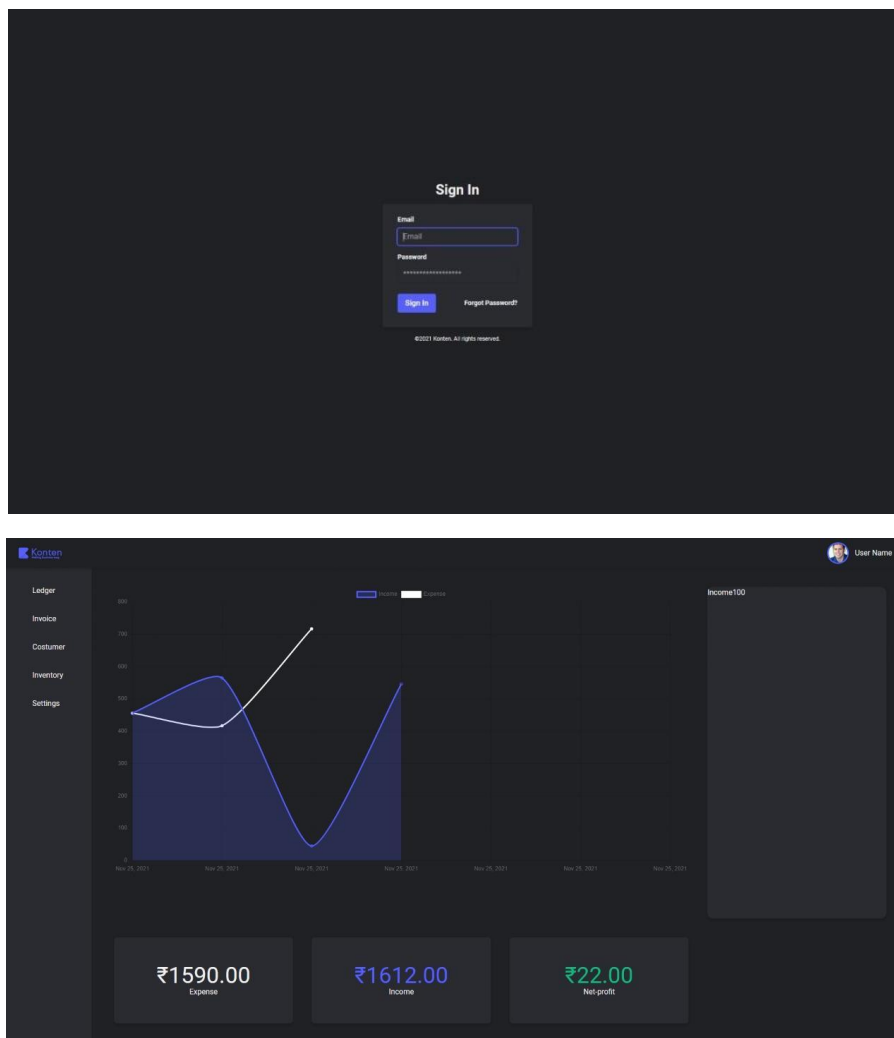 Sign In
Email
Email
Password
******************
Sign In Forgot Password?
©2021 Konten. All rights reserved.
Konten
User Name
Ledger
Invoice
Costumer
Inventory
Settings
Income Expense
800
700
600
500
400
300
200
100
0
Nov 25, 2021 Nov 25, 2021 Nov 25, 2021 Nov 25, 2021 Nov 25, 2021 Nov 25, 2021 Nov 25, 2021
Income100
₹1590.00
Expense
₹1612.00
Income
₹22.00
Net-profit